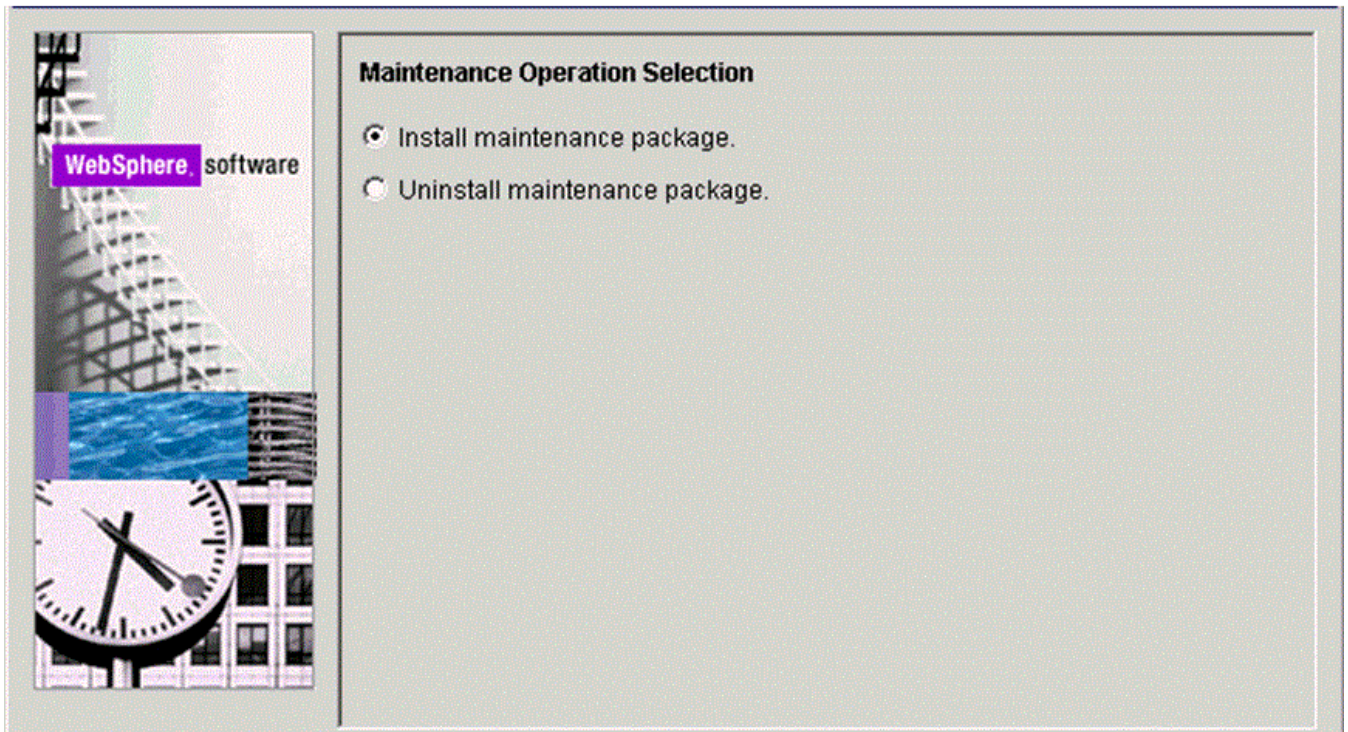 Maintenance Operation Selection
Install maintenance package.
Uninstall maintenance package.
WebSphere. software